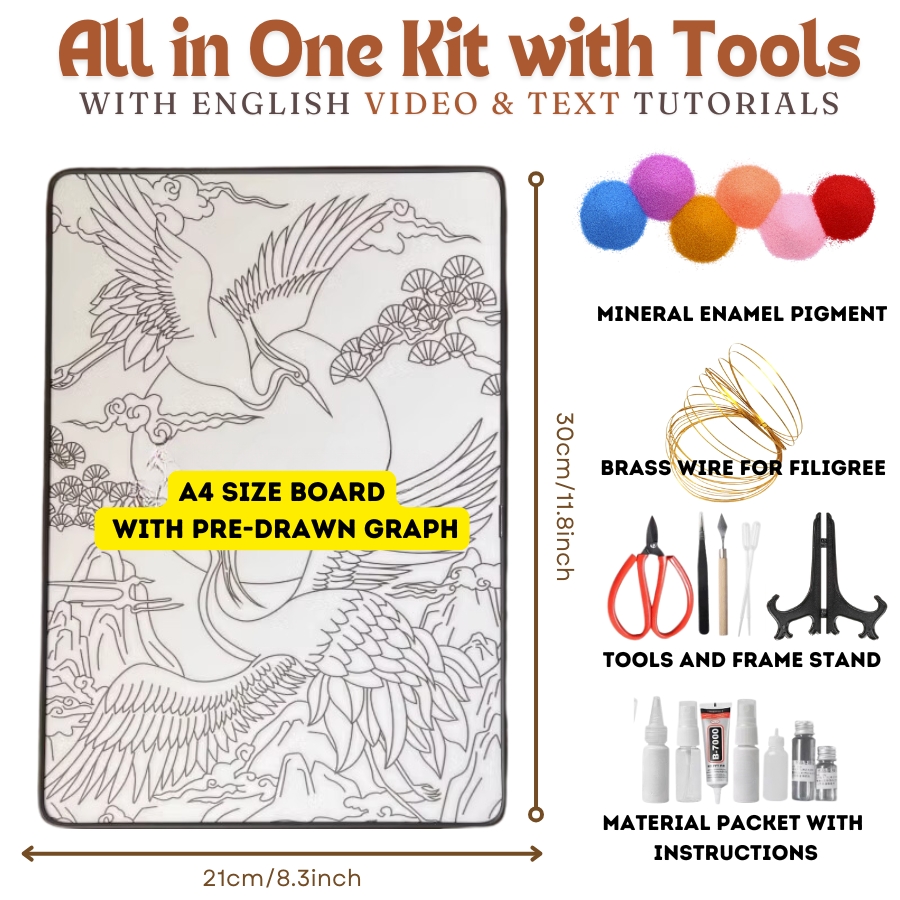 All in One Kit with Tools
WITH ENGLISH VIDEO & TEXT TUTORIALS
A4 SIZE BOARD
WITH PRE-DRAWN GRAPH
30cm/11.8inch
21cm/8.3inch
MINERAL ENAMEL PIGMENT
BRASS WIRE FOR FILIGREE
TOOLS AND FRAME STAND
B-7000
MATERIAL PACKET WITH
INSTRUCTIONS